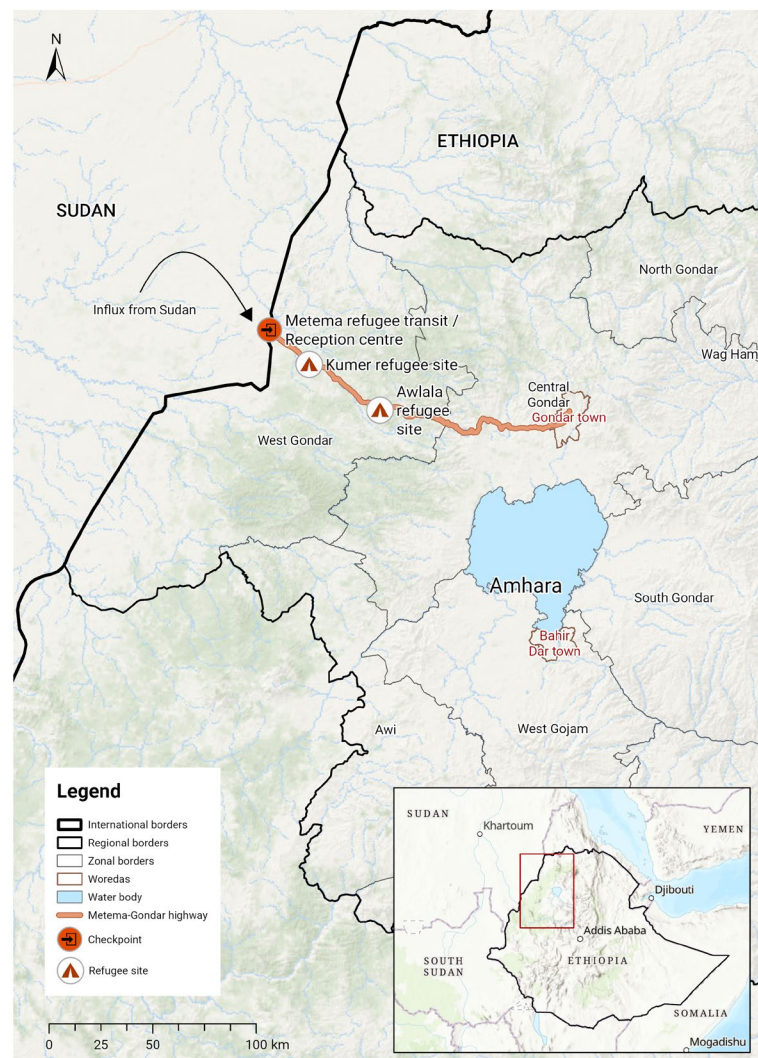 N
ETHIOPIA
SUDAN
North Gondar
Influx from Sudan
Metema refugee transit /
Reception centre
Wag Ham
Kumer refugee site
Awlala
refugee
site
Central
Gondar
Gondar town
West Gondar
Amhara
South Gondar
Bahir
Dar town
Awi
West Gojam
Legend
International borders
Regional borders
Zonal borders
Woredas
Water body
Metema-Gondar highway
Checkpoint
Refugee site
0 25 50 100 km
SUDAN
Khartoum
YEMEN
Djibouti
Addis Ababa
ETHIOPIA
SOUTH
SUDAN
SOMALIA
Mogadishu